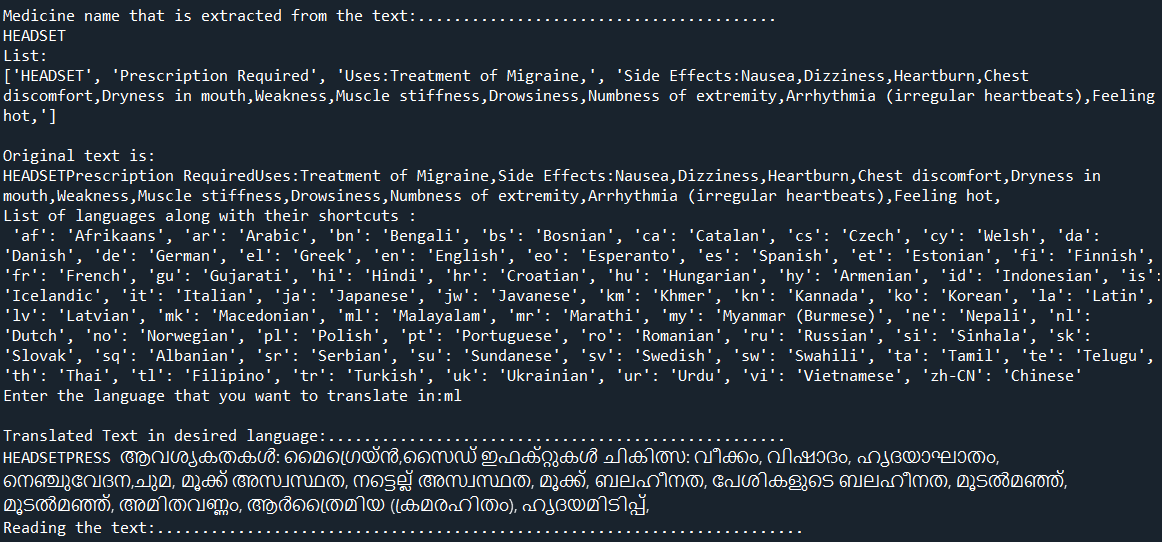 Medicine name that is extracted from the text:.......................................
HEADSET
List:
['HEADSET', 'Prescription Required', 'Uses:Treatment of Migraine,', 'Side Effects:Nausea,Dizziness,Heartburn,Chest
discomfort,Dryness in mouth,Weakness,Muscle stiffness,Drowsiness,Numbness of extremity,Arrhythmia (irregular heartbeats),Feeling
hot,']
Original text is:
HEADSETPrescription RequiredUses:Treatment of Migraine,Side Effects:Nausea,Dizziness,Heartburn,Chest discomfort,Dryness in
mouth,Weakness,Muscle stiffness,Drowsiness,Numbness of extremity,Arrhythmia (irregular heartbeats),Feeling hot,
List of languages along with their shortcuts :
'af': 'Afrikaans', 'ar': 'Arabic', 'bn': 'Bengali', 'bs': 'Bosnian', 'ca': 'Catalan', 'cs': 'Czech', 'cy': 'Welsh', 'da':
'Danish', 'de': 'German', 'el': 'Greek', 'en': 'English', 'eo': 'Esperanto', 'es': 'Spanish', 'et': 'Estonian', 'fi': 'Finnish',
'fr': 'French', 'gu': 'Gujarati', 'hi': 'Hindi', 'hr': 'Croatian', 'hu': 'Hungarian', 'hy': 'Armenian', 'id': 'Indonesian', 'is':
'Icelandic', 'it': 'Italian', 'ja': 'Japanese', 'jw': 'Javanese', 'km': 'Khmer', 'kn': 'Kannada', 'ko': 'Korean', 'la': 'Latin',
'lv': 'Latvian', 'mk': 'Macedonian', 'ml': 'Malayalam', 'mr': 'Marathi', 'my': 'Myanmar (Burmese)', 'ne': 'Nepali', 'nl':
'Dutch', 'no': 'Norwegian', 'pl': 'Polish', 'pt': 'Portuguese', 'ro': 'Romanian', 'ru': 'Russian', 'si': 'Sinhala', 'sk':
'Slovak', 'sq': 'Albanian', 'sr': 'Serbian', 'su': 'Sundanese', 'sv': 'Swedish', 'sw': 'Swahili', 'ta': 'Tamil', 'te': 'Telugu',
'th': 'Thai', 'tl': 'Filipino', 'tr': 'Turkish', 'uk': 'Ukrainian', 'ur': 'Urdu', 'vi': 'Vietnamese', 'zh-CN': 'Chinese'
Enter the language that you want to translate in:ml
Translated Text in desired language:..................................................
HEADSETPRESS ആവശ്യകതകൾ: മൈഗ്രെയ്ൻ,സൈഡ് ഇഫക്റ്റുകൾ ചികിത്സ: വീക്കം, വിഷാദം, ഹൃദയാഘാതം,
നെഞ്ചുവേദന,ചുമ, മൂക്ക് അസ്വസ്ഥത, നട്ടെല്ല് അസ്വസ്ഥത, മൂക്ക്, ബലഹീനത, പേശികളുടെ ബലഹീനത, മൂടൽമഞ്ഞ്,
മൂടൽമഞ്ഞ്, അമിതവണ്ണം, ആർത്രൈമിയ (ക്രമരഹിതം), ഹൃദയമിടിപ്പ്,
Reading the text:.......................................................................